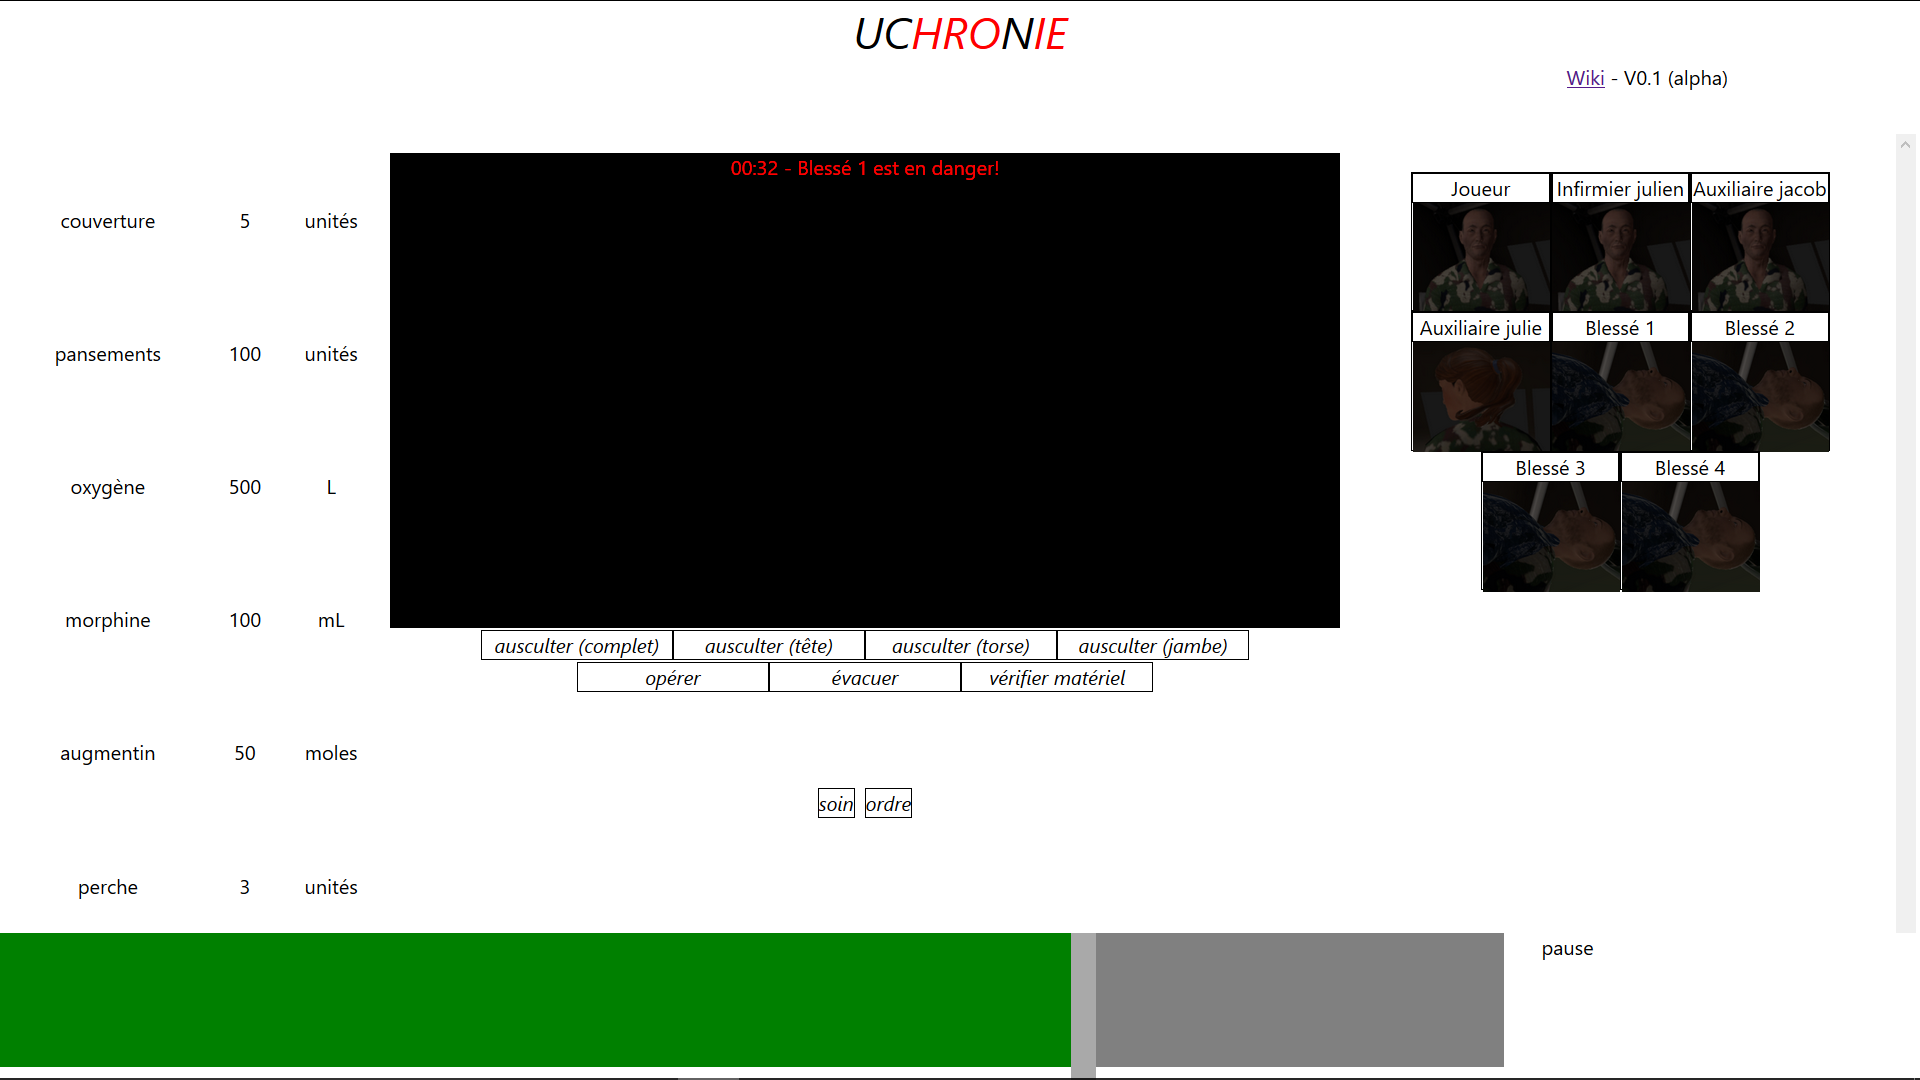 UCHRONIE
Wiki - V0.1 (alpha)
couverture 5 unités
pansements 100 unités
oxygène 500 L
morphine 100 mL
augmentin 50 moles
perche 3 unités
00:32 - Blessé 1 est en danger!
ausculter (complet) ausculter (tête) ausculter (torse) ausculter (jambe)
opérer évacuer vérifier matériel
soin ordre
Joueur Infirmier julien Auxiliaire jacob
Auxiliaire julie Blessé 1 Blessé 2
Blessé 3 Blessé 4
pause